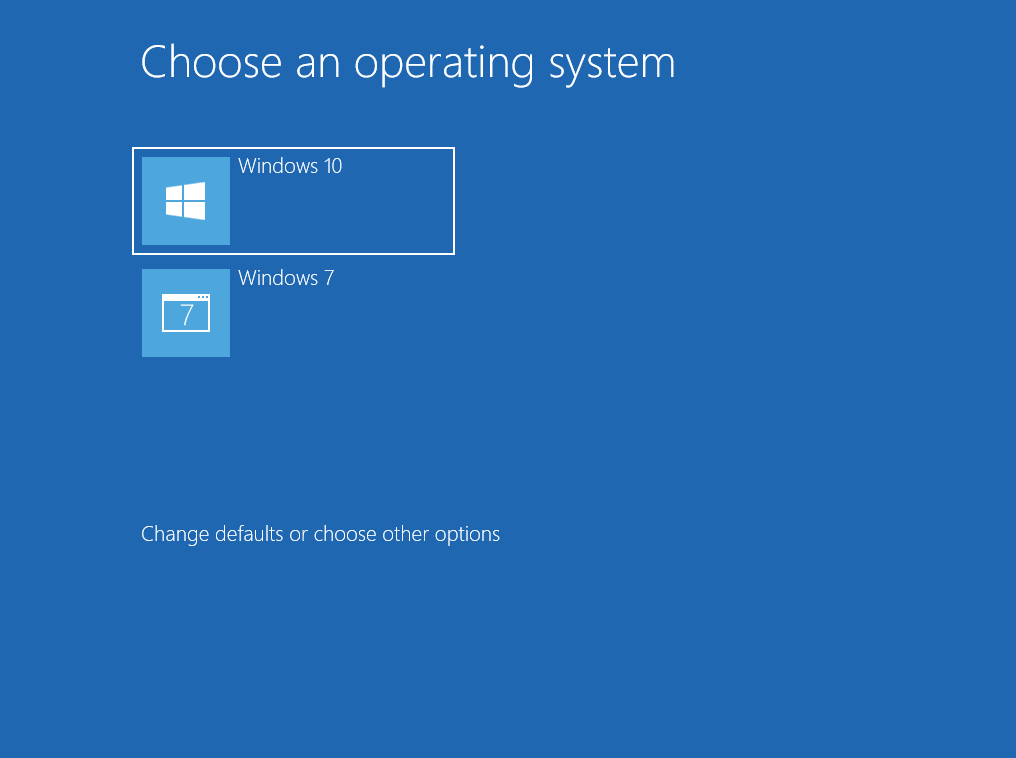 Choose an operating system
Windows 10
Windows 7
7
Change defaults or choose other options